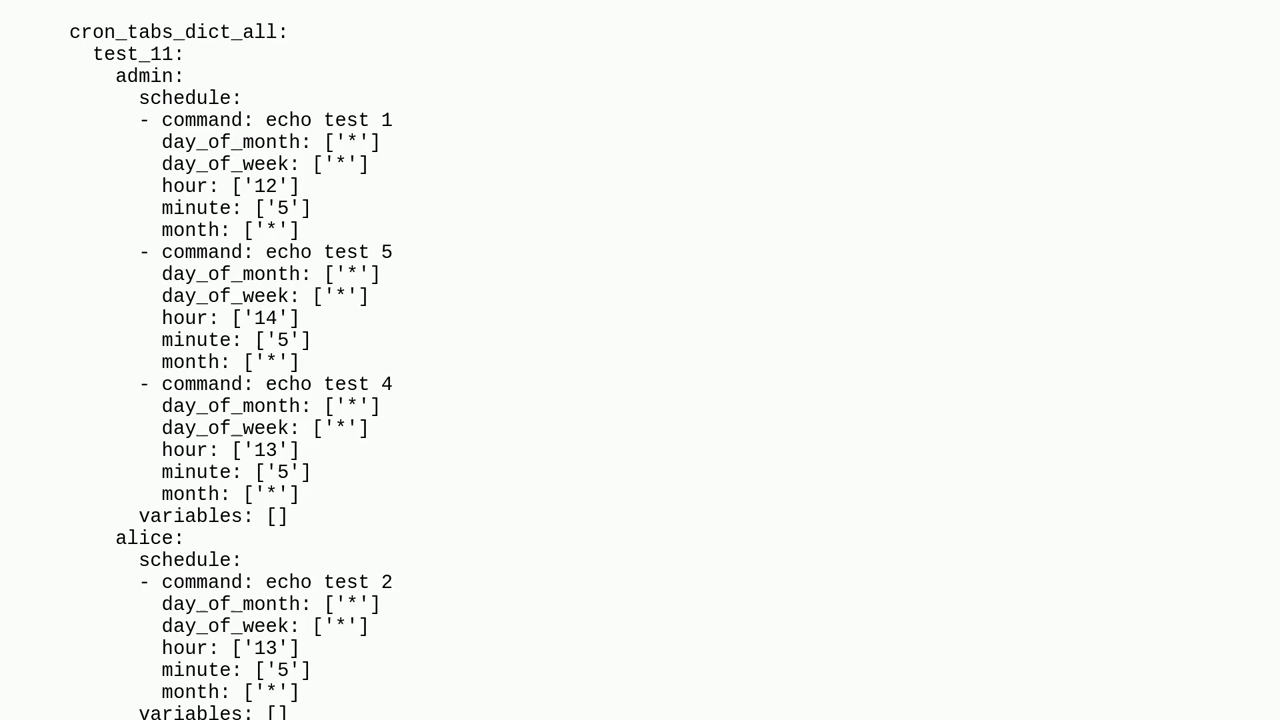 cron_tabs_dict_all:
  test_11:
    admin:
      schedule:
      - command: echo test 1
        day_of_month: ['*']
        day_of_week: ['*']
        hour: ['12']
        minute: ['5']
        month: ['*']
      - command: echo test 5
        day_of_month: ['*']
        day_of_week: ['*']
        hour: ['14']
        minute: ['5']
        month: ['*']
      - command: echo test 4
        day_of_month: ['*']
        day_of_week: ['*']
        hour: ['13']
        minute: ['5']
        month: ['*']
      variables: []
    alice:
      schedule:
      - command: echo test 2
        day_of_month: ['*']
        day_of_week: ['*']
        hour: ['13']
        minute: ['5']
        month: ['*']
      variables: []